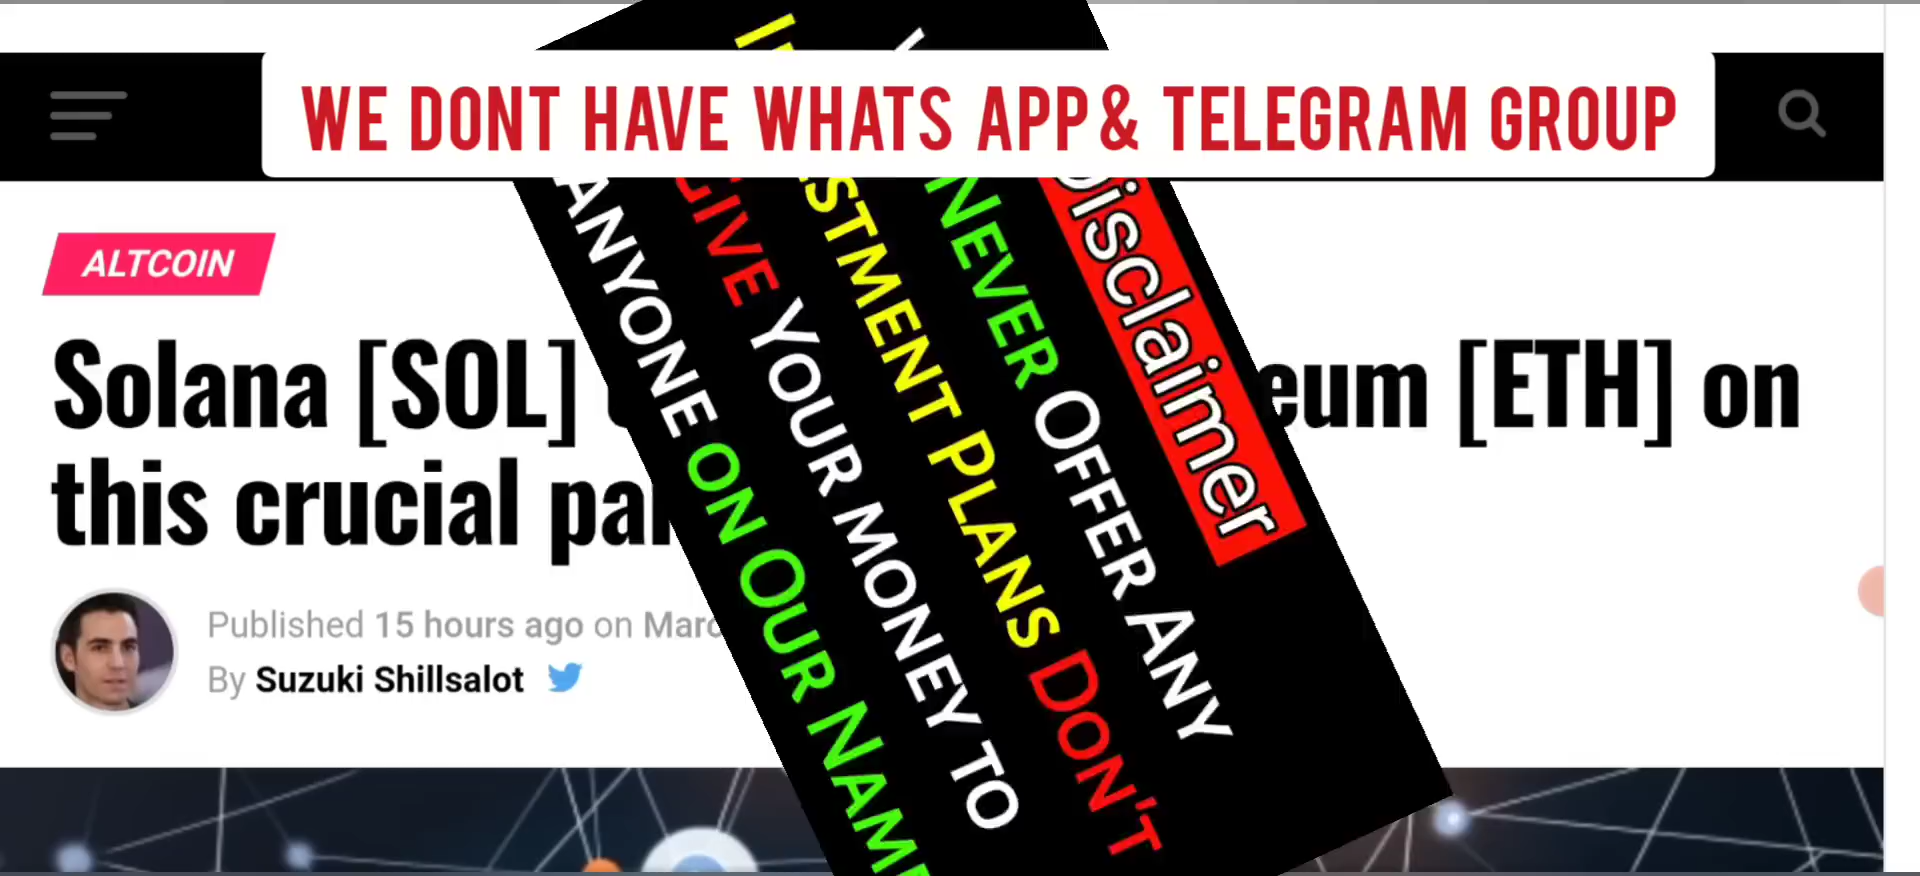 WE DONT HAVE WHATS APP& TELEGRAM GROUP
ALTCOIN
Solana [SOL] eum [ETH] on
this crucial pa
Published 15 hours ago on Marc
By Suzuki Shillsalot
Disclaimer
NEVER OFFER ANY
STMENT PLANS DON'T
GIVE YOUR MONEY TO
ANYONE ON OUR NAME